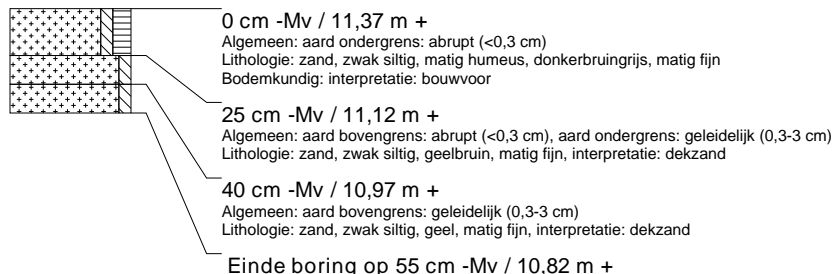 0 cm -Mv / 11,37 m +
Algemeen: aard ondergrens: abrupt (<0,3 cm)
Lithologie: zand, zwak siltig, matig humeus, donkerbruingrijs, matig fijn
Bodemkundig: interpretatie: bouwvoor
25 cm -Mv / 11,12 m +
Algemeen: aard bovengrens: abrupt (<0,3 cm), aard ondergrens: geleidelijk (0,3-3 cm)
Lithologie: zand, zwak siltig, geelbruin, matig fijn, interpretatie: dekzand
40 cm -Mv / 10,97 m +
Algemeen: aard bovengrens: geleidelijk (0,3-3 cm)
Lithologie: zand, zwak siltig, geel, matig fijn, interpretatie: dekzand
Einde boring op 55 cm -Mv / 10,82 m +